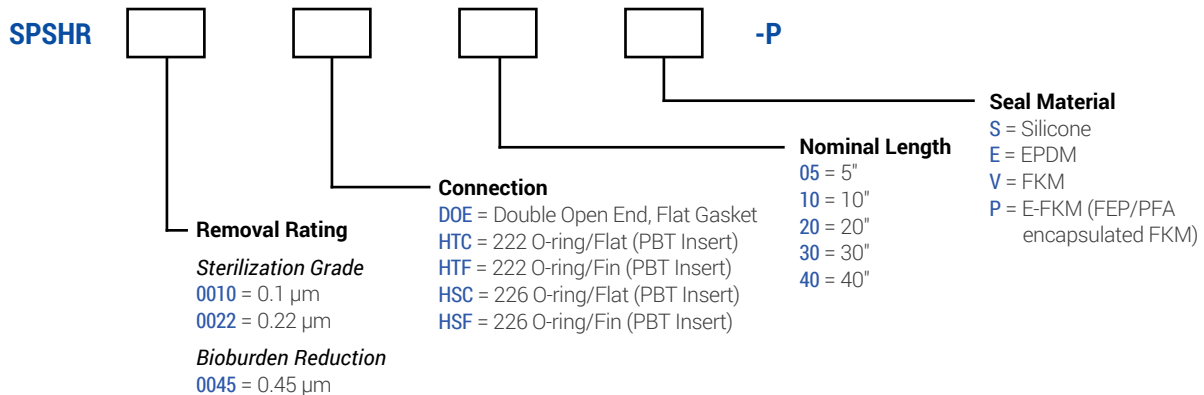 SPSHR -P
Removal Rating
Sterilization Grade
0010 = 0.1 µm
0022 = 0.22 µm
Bioburden Reduction
0045 = 0.45 µm
Connection
DOE = Double Open End, Flat Gasket
HTC = 222 O-ring/Flat (PBT Insert)
HTF = 222 O-ring/Fin (PBT Insert)
HSC = 226 O-ring/Flat (PBT Insert)
HSF = 226 O-ring/Fin (PBT Insert)
Nominal Length
05 = 5"
10 = 10"
20 = 20"
30 = 30"
40 = 40"
Seal Material
S = Silicone
E = EPDM
V = FKM
P = E-FKM (FEP/PFA
encapsulated FKM)